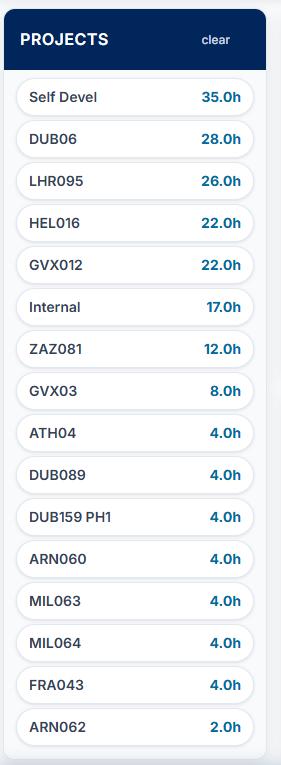 PROJECTS clear
Self Devel 35.0h
DUB06 28.0h
LHR095 26.0h
HEL016 22.0h
GVX012 22.0h
Internal 17.0h
ZAZ081 12.0h
GVX03 8.0h
ATH04 4.0h
DUB089 4.0h
DUB159 PH1 4.0h
ARN060 4.0h
MIL063 4.0h
MIL064 4.0h
FRA043 4.0h
ARN062 2.0h